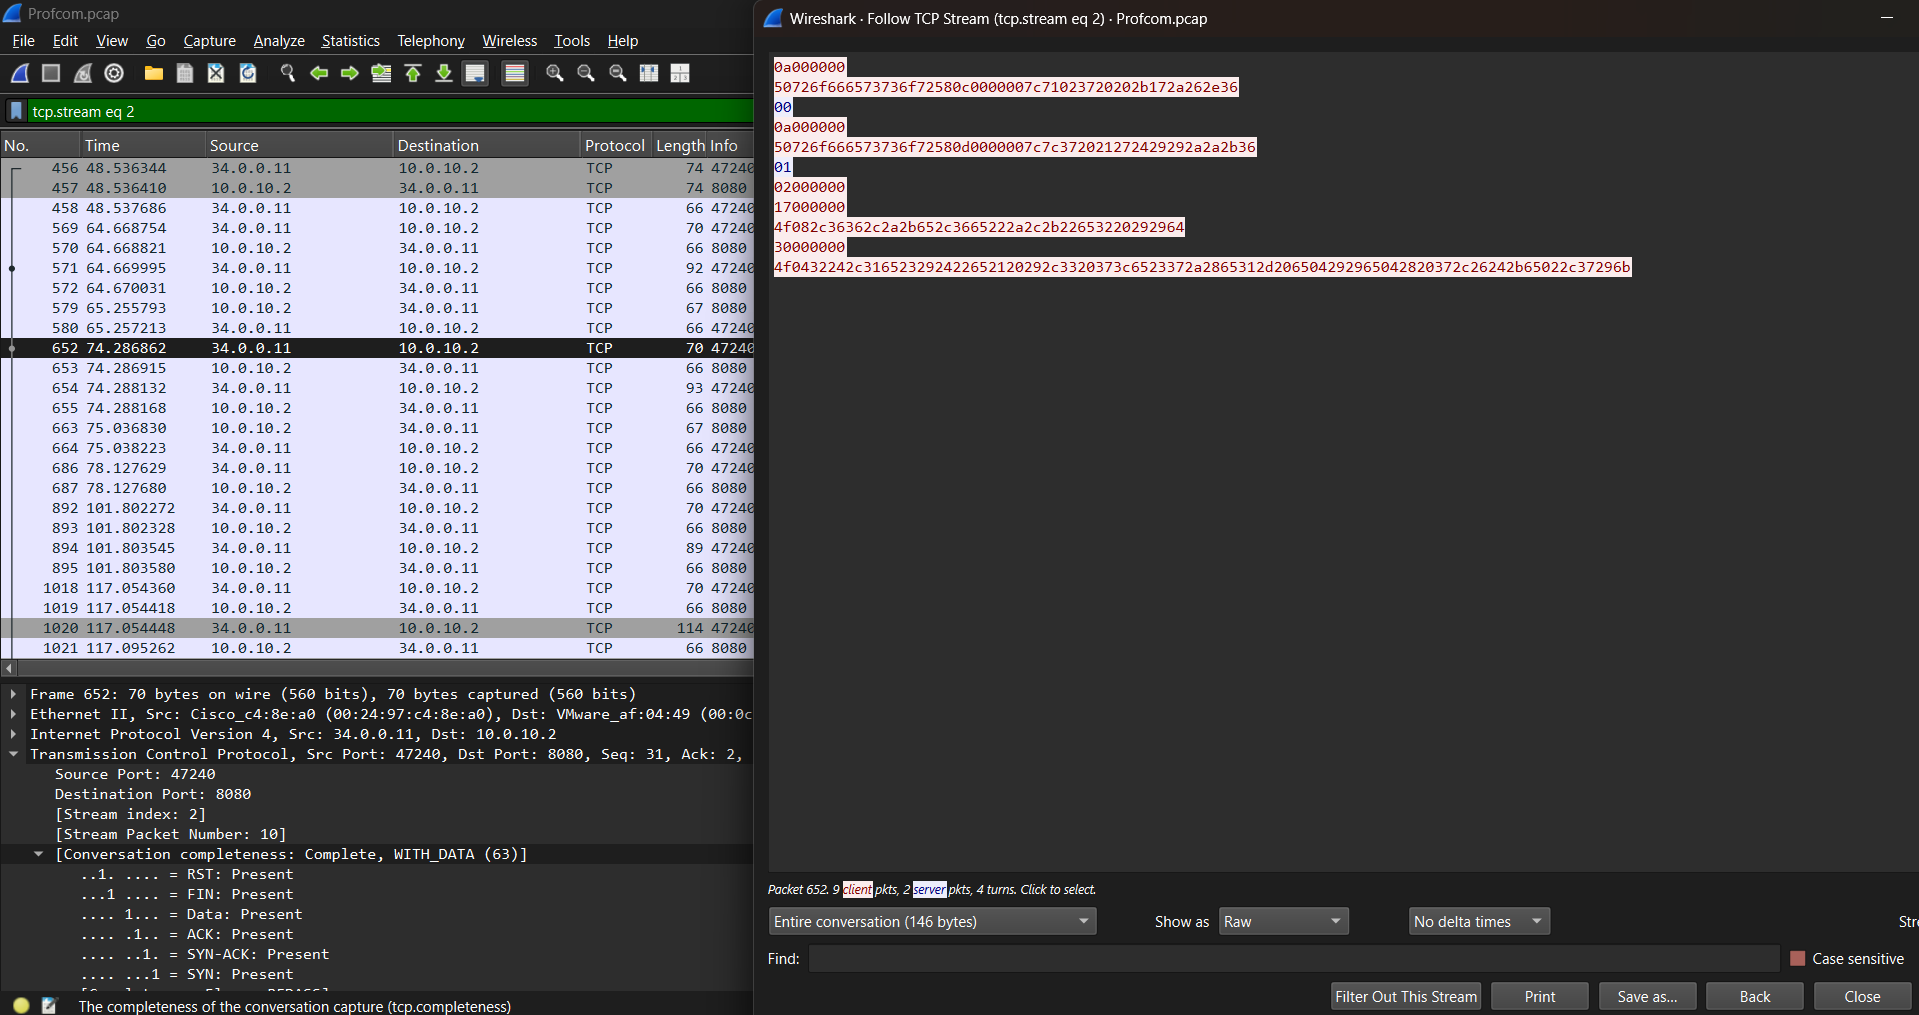 Profcom.pcap
File Edit View Go Capture Analyze Statistics Telephony Wireless Tools Help
tcp.stream eq 2
No. Time Source Destination Protocol Length Info
456 48.536344 34.0.0.11 10.0.10.2 TCP 74 47240
457 48.536410 10.0.10.2 34.0.0.11 TCP 74 8080
458 48.537686 34.0.0.11 10.0.10.2 TCP 66 47240
569 64.668754 34.0.0.11 10.0.10.2 TCP 70 47240
570 64.668821 10.0.10.2 34.0.0.11 TCP 66 8080
571 64.669995 34.0.0.11 10.0.10.2 TCP 92 47240
572 64.670031 10.0.10.2 34.0.0.11 TCP 66 8080
579 65.255793 10.0.10.2 34.0.0.11 TCP 67 8080
580 65.257213 34.0.0.11 10.0.10.2 TCP 66 47240
652 74.286862 34.0.0.11 10.0.10.2 TCP 70 47240
653 74.286915 10.0.10.2 34.0.0.11 TCP 66 8080
654 74.288132 34.0.0.11 10.0.10.2 TCP 93 47240
655 74.288168 10.0.10.2 34.0.0.11 TCP 66 8080
663 75.036830 10.0.10.2 34.0.0.11 TCP 67 8080
664 75.038223 34.0.0.11 10.0.10.2 TCP 66 47240
686 78.127629 34.0.0.11 10.0.10.2 TCP 70 47240
687 78.127680 10.0.10.2 34.0.0.11 TCP 66 8080
892 101.802272 34.0.0.11 10.0.10.2 TCP 70 47240
893 101.802328 10.0.10.2 34.0.0.11 TCP 66 8080
894 101.803545 34.0.0.11 10.0.10.2 TCP 89 47240
895 101.803580 10.0.10.2 34.0.0.11 TCP 66 8080
1018 117.054360 34.0.0.11 10.0.10.2 TCP 70 47240
1019 117.054418 10.0.10.2 34.0.0.11 TCP 66 8080
1020 117.054448 34.0.0.11 10.0.10.2 TCP 114 47240
1021 117.095262 10.0.10.2 34.0.0.11 TCP 66 8080
Frame 652: 70 bytes on wire (560 bits), 70 bytes captured (560 bits)
Ethernet II, Src: Cisco_c4:8e:a0 (00:24:97:c4:8e:a0), Dst: VMware_af:04:49 (00:0c
Internet Protocol Version 4, Src: 34.0.0.11, Dst: 10.0.10.2
Transmission Control Protocol, Src Port: 47240, Dst Port: 8080, Seq: 31, Ack: 2,
Source Port: 47240
Destination Port: 8080
[Stream index: 2]
[Stream Packet Number: 10]
[Conversation completeness: Complete, WITH_DATA (63)]
..1. .... = RST: Present
...1 .... = FIN: Present
.... 1... = Data: Present
.... .1.. = ACK: Present
.... ..1. = SYN-ACK: Present
.... ...1 = SYN: Present
The completeness of the conversation capture (tcp.completeness)
Wireshark · Follow TCP Stream (tcp.stream eq 2) · Profcom.pcap
0a000000
50726f666573736f72580c0000007c71023720202b172a262e36
00
0a000000
50726f666573736f72580d0000007c7c372021272429292a2a2b36
01
02000000
17000000
4f082c36362c2a2b652c3665222a2c2b22653220292964
30000000
4f0432242c316523292422652120292c3320373c6523372a2865312d206504292965042820372c26242b65022c37296b
Packet 652. 9 client pkts, 2 server pkts, 4 turns. Click to select.
Entire conversation (146 bytes) Show as Raw No delta times Stre
Find: Case sensitive
Filter Out This Stream Print Save as... Back Close